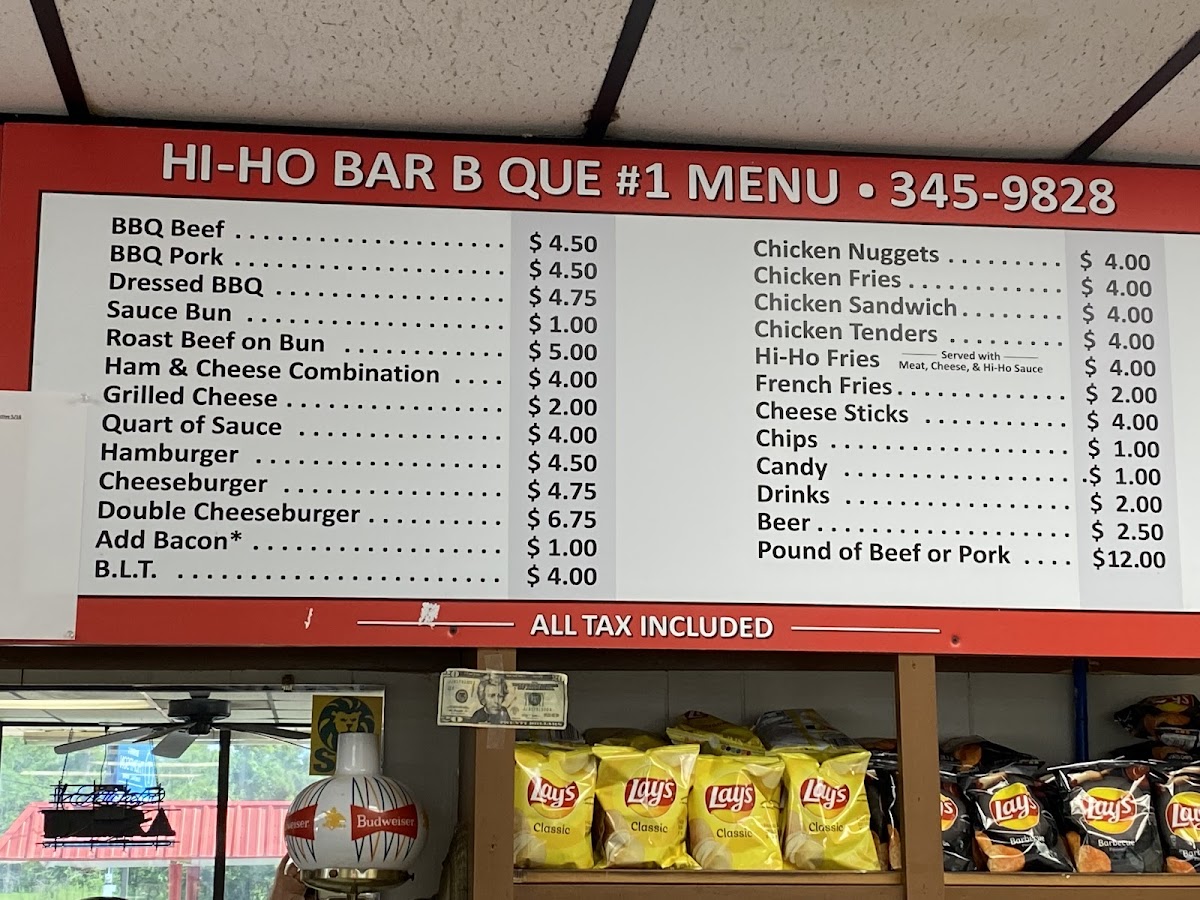 HI-HO BAR B QUE #1 MENU • 345-9828
BBQ Beef . . . . . . . . . . . . . . . . . . . . $ 4.50
BBQ Pork . . . . . . . . . . . . . . . . . . . . $ 4.50
Dressed BBQ . . . . . . . . . . . . . . . . . $ 4.75
Sauce Bun . . . . . . . . . . . . . . . . . . . $ 1.00
Roast Beef on Bun . . . . . . . . . . . . $ 5.00
Ham & Cheese Combination . . . . $ 4.00
Grilled Cheese . . . . . . . . . . . . . . . . $ 2.00
Quart of Sauce . . . . . . . . . . . . . . . $ 4.00
Hamburger . . . . . . . . . . . . . . . . . . $ 4.50
Cheeseburger . . . . . . . . . . . . . . . . $ 4.75
Double Cheeseburger . . . . . . . . . . $ 6.75
Add Bacon* . . . . . . . . . . . . . . . . . . $ 1.00
B.L.T. . . . . . . . . . . . . . . . . . . . . . . . $ 4.00
Chicken Nuggets . . . . . . . . . $ 4.00
Chicken Fries . . . . . . . . . . . . $ 4.00
Chicken Sandwich . . . . . . . . $ 4.00
Chicken Tenders . . . . . . . . . $ 4.00
Hi-Ho Fries Served with Meat, Cheese, & Hi-Ho Sauce $ 4.00
French Fries . . . . . . . . . . . . . $ 2.00
Cheese Sticks . . . . . . . . . . . $ 4.00
Chips . . . . . . . . . . . . . . . . . . $ 1.00
Candy . . . . . . . . . . . . . . . . . . $ 1.00
Drinks . . . . . . . . . . . . . . . . . $ 2.00
Beer . . . . . . . . . . . . . . . . . . . $ 2.50
Pound of Beef or Pork . . . . $12.00
ALL TAX INCLUDED
Budweiser
Lay's Classic
Lay's Classic
Lay's Classic
Lay's Classic
Lay's Barbecue
Lay's Barbecue